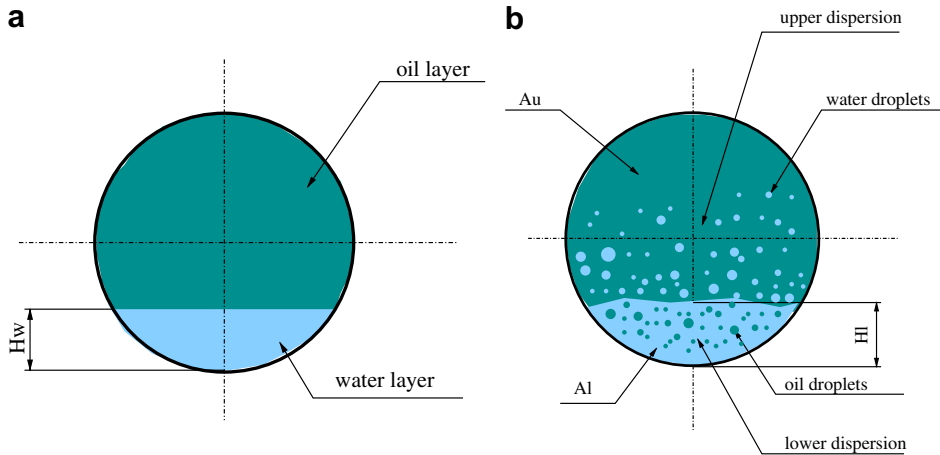 a
oil layer
Hw
water layer
b
upper dispersion
Au
water droplets
Hl
Al
oil droplets
lower dispersion